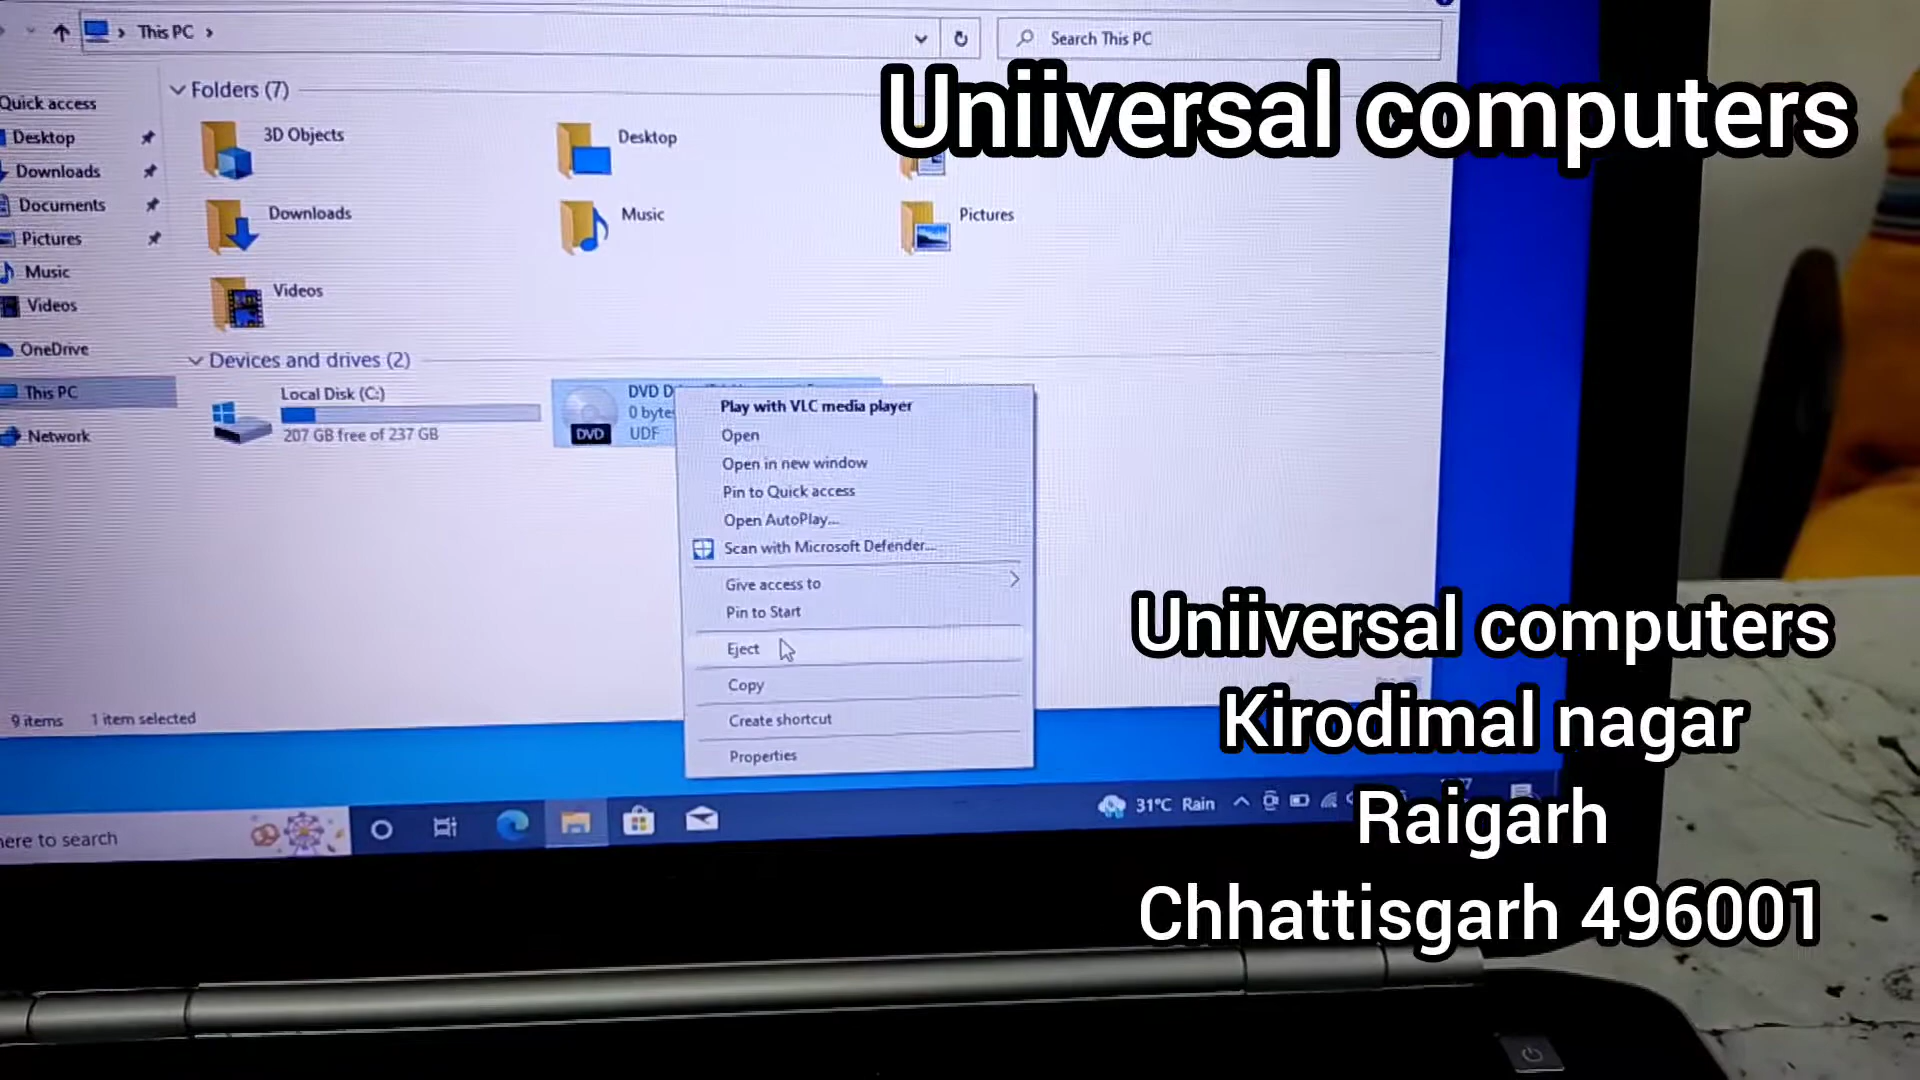 This PC
Search This PC
Uniiversal computers
Folders (7)
Quick access
Desktop
Downloads
Documents
Pictures
Music
Videos
OneDrive
This PC
Network
3D Objects
Desktop
Downloads
Music
Pictures
Videos
Devices and drives (2)
Local Disk (C:)
207 GB free of 237 GB
DVD
UDF
Play with VLC media player
Open
Open in new window
Pin to Quick access
Open AutoPlay...
Scan with Microsoft Defender...
Give access to
Pin to Start
Eject
Copy
Create shortcut
Properties
9 items 1 item selected
Uniiversal computers
Kirodimal nagar
Raigarh
Chhattisgarh 496001
to search
31°C Rain